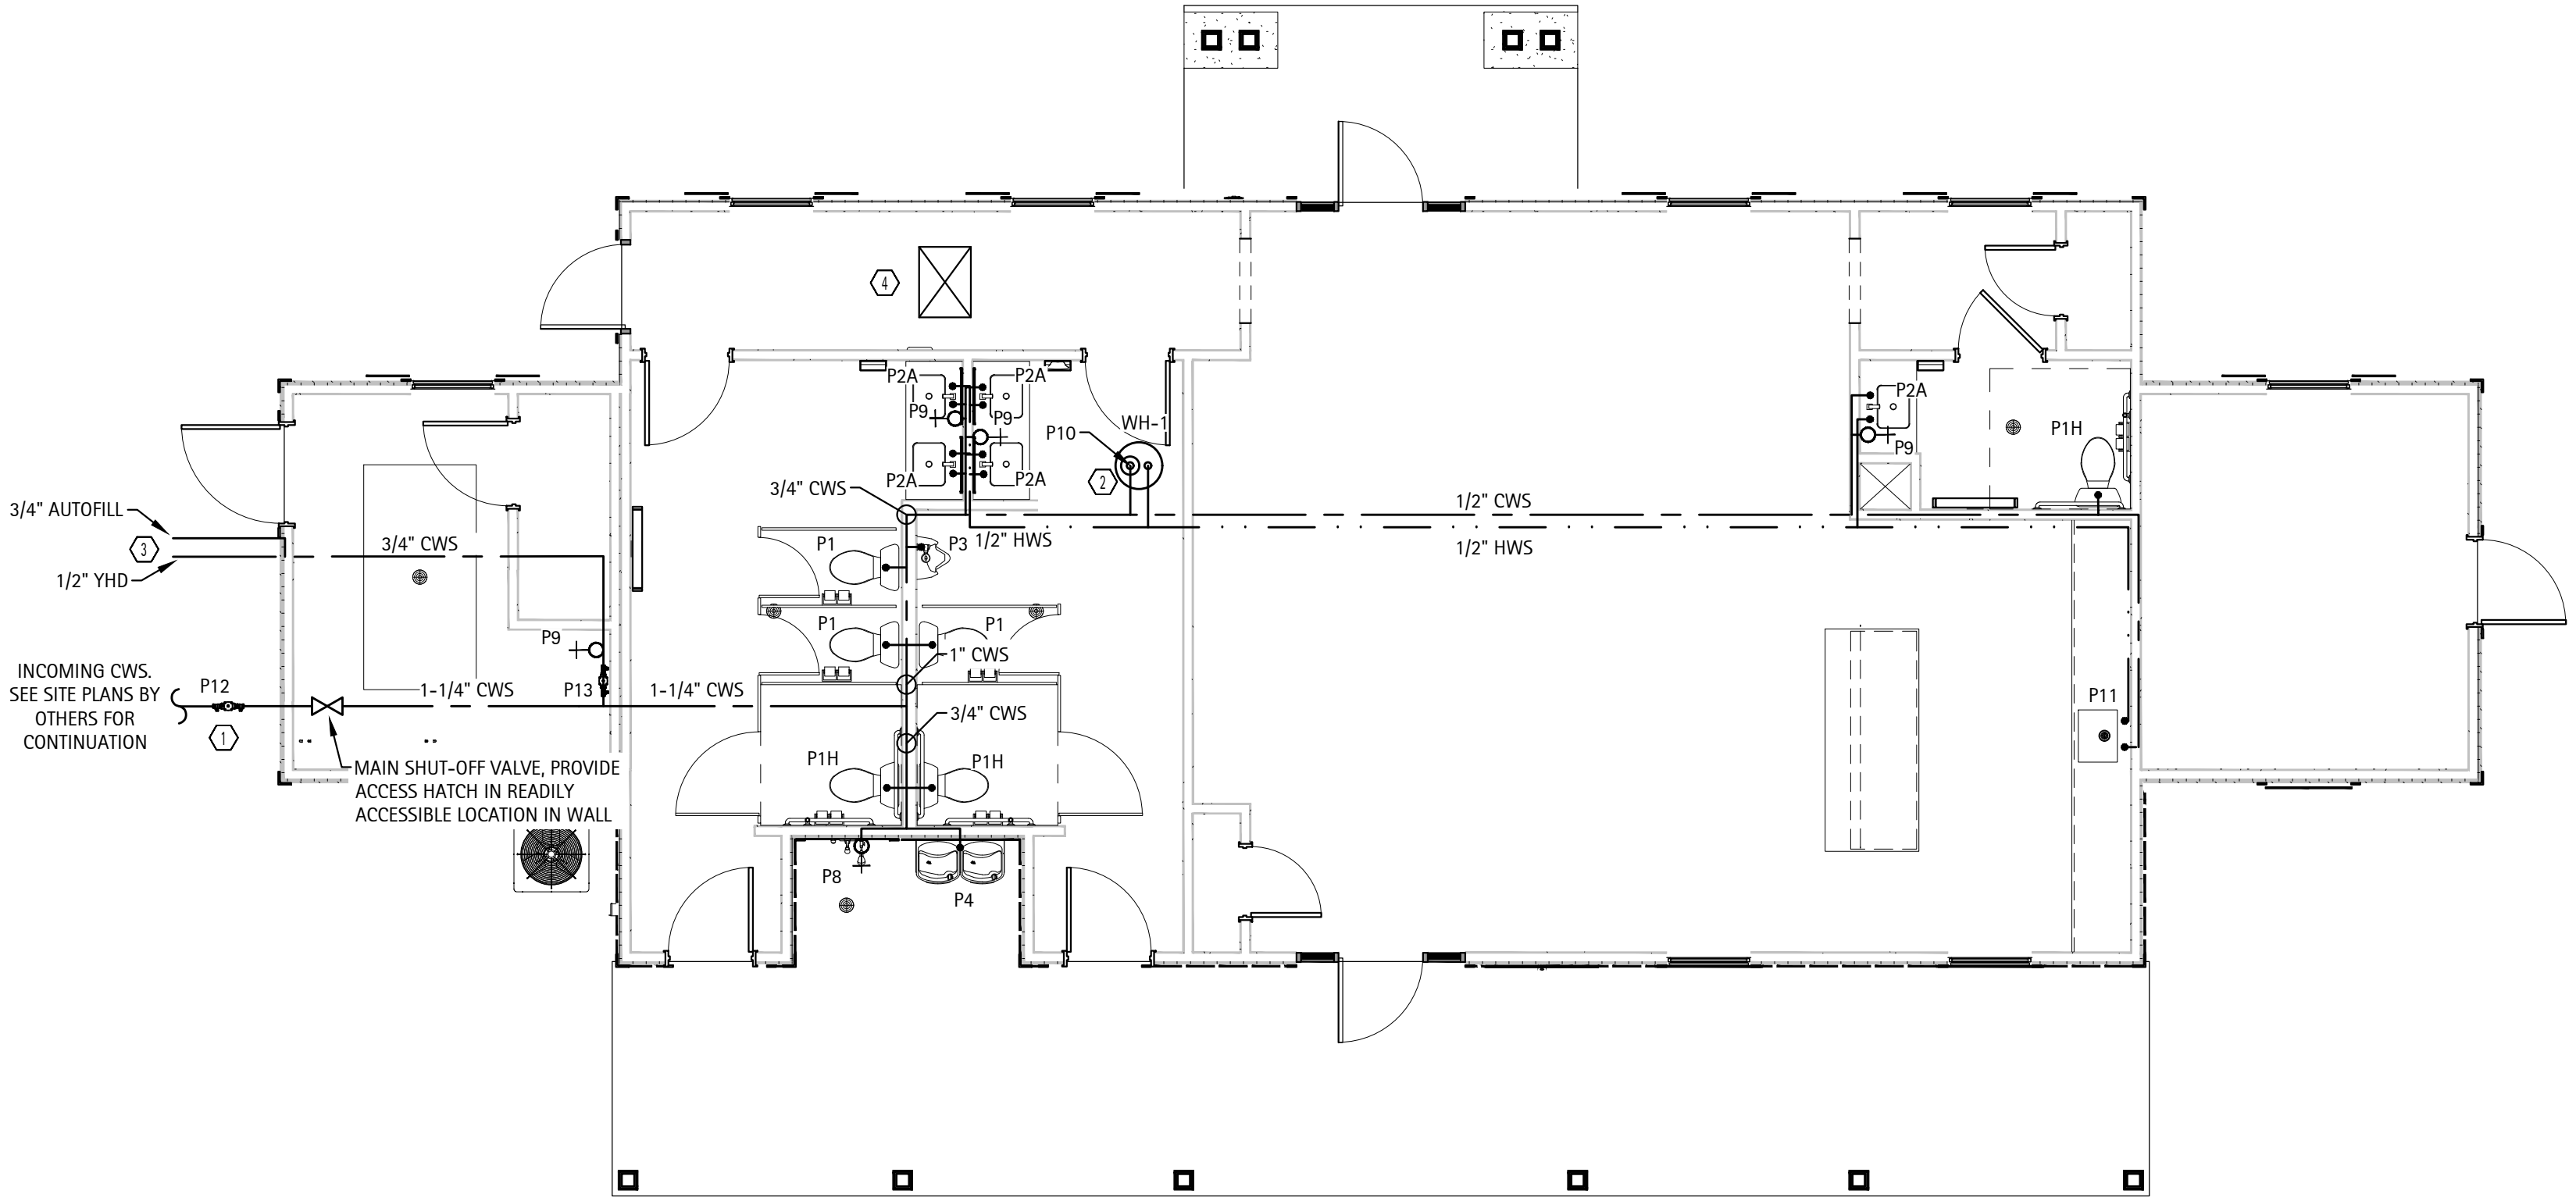 4
P2A
P2A
P2A
P9
P9
P9
WH-1
P10
P1H
P2A
P2A
2
3/4" CWS
1/2" CWS
3/4" AUTOFILL
3
3/4" CWS
P1
P3
1/2" HWS
1/2" HWS
1/2" YHD
P9
P1
P1
1" CWS
INCOMING CWS.
SEE SITE PLANS BY
OTHERS FOR
CONTINUATION
P12
1-1/4" CWS
P13
1-1/4" CWS
P11
1
3/4" CWS
P1H
P1H
MAIN SHUT-OFF VALVE, PROVIDE
ACCESS HATCH IN READILY
ACCESSIBLE LOCATION IN WALL
P8
P4